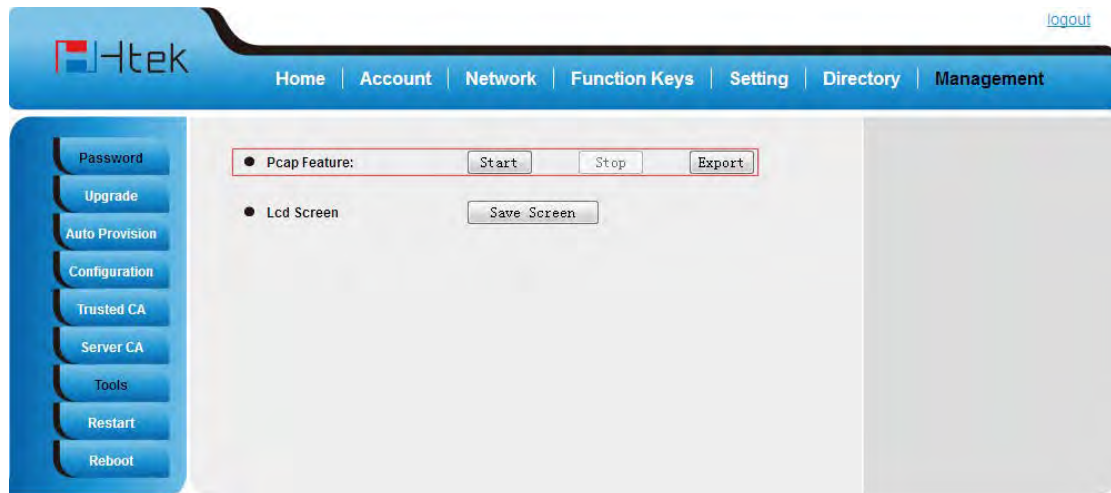 logout
Htek
Home | Account | Network | Function Keys | Setting | Directory | Management
Password
Upgrade
Auto Provision
Configuration
Trusted CA
Server CA
Tools
Restart
Reboot
Pcap Feature: Start Stop Export
Lcd Screen Save Screen